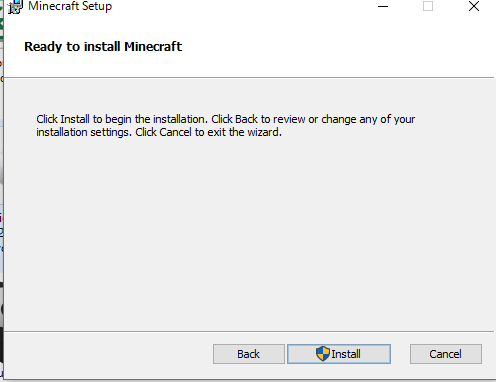 Minecraft Setup
Ready to install Minecraft
Click Install to begin the installation. Click Back to review or change any of your
installation settings. Click Cancel to exit the wizard.
Back
Install
Cancel